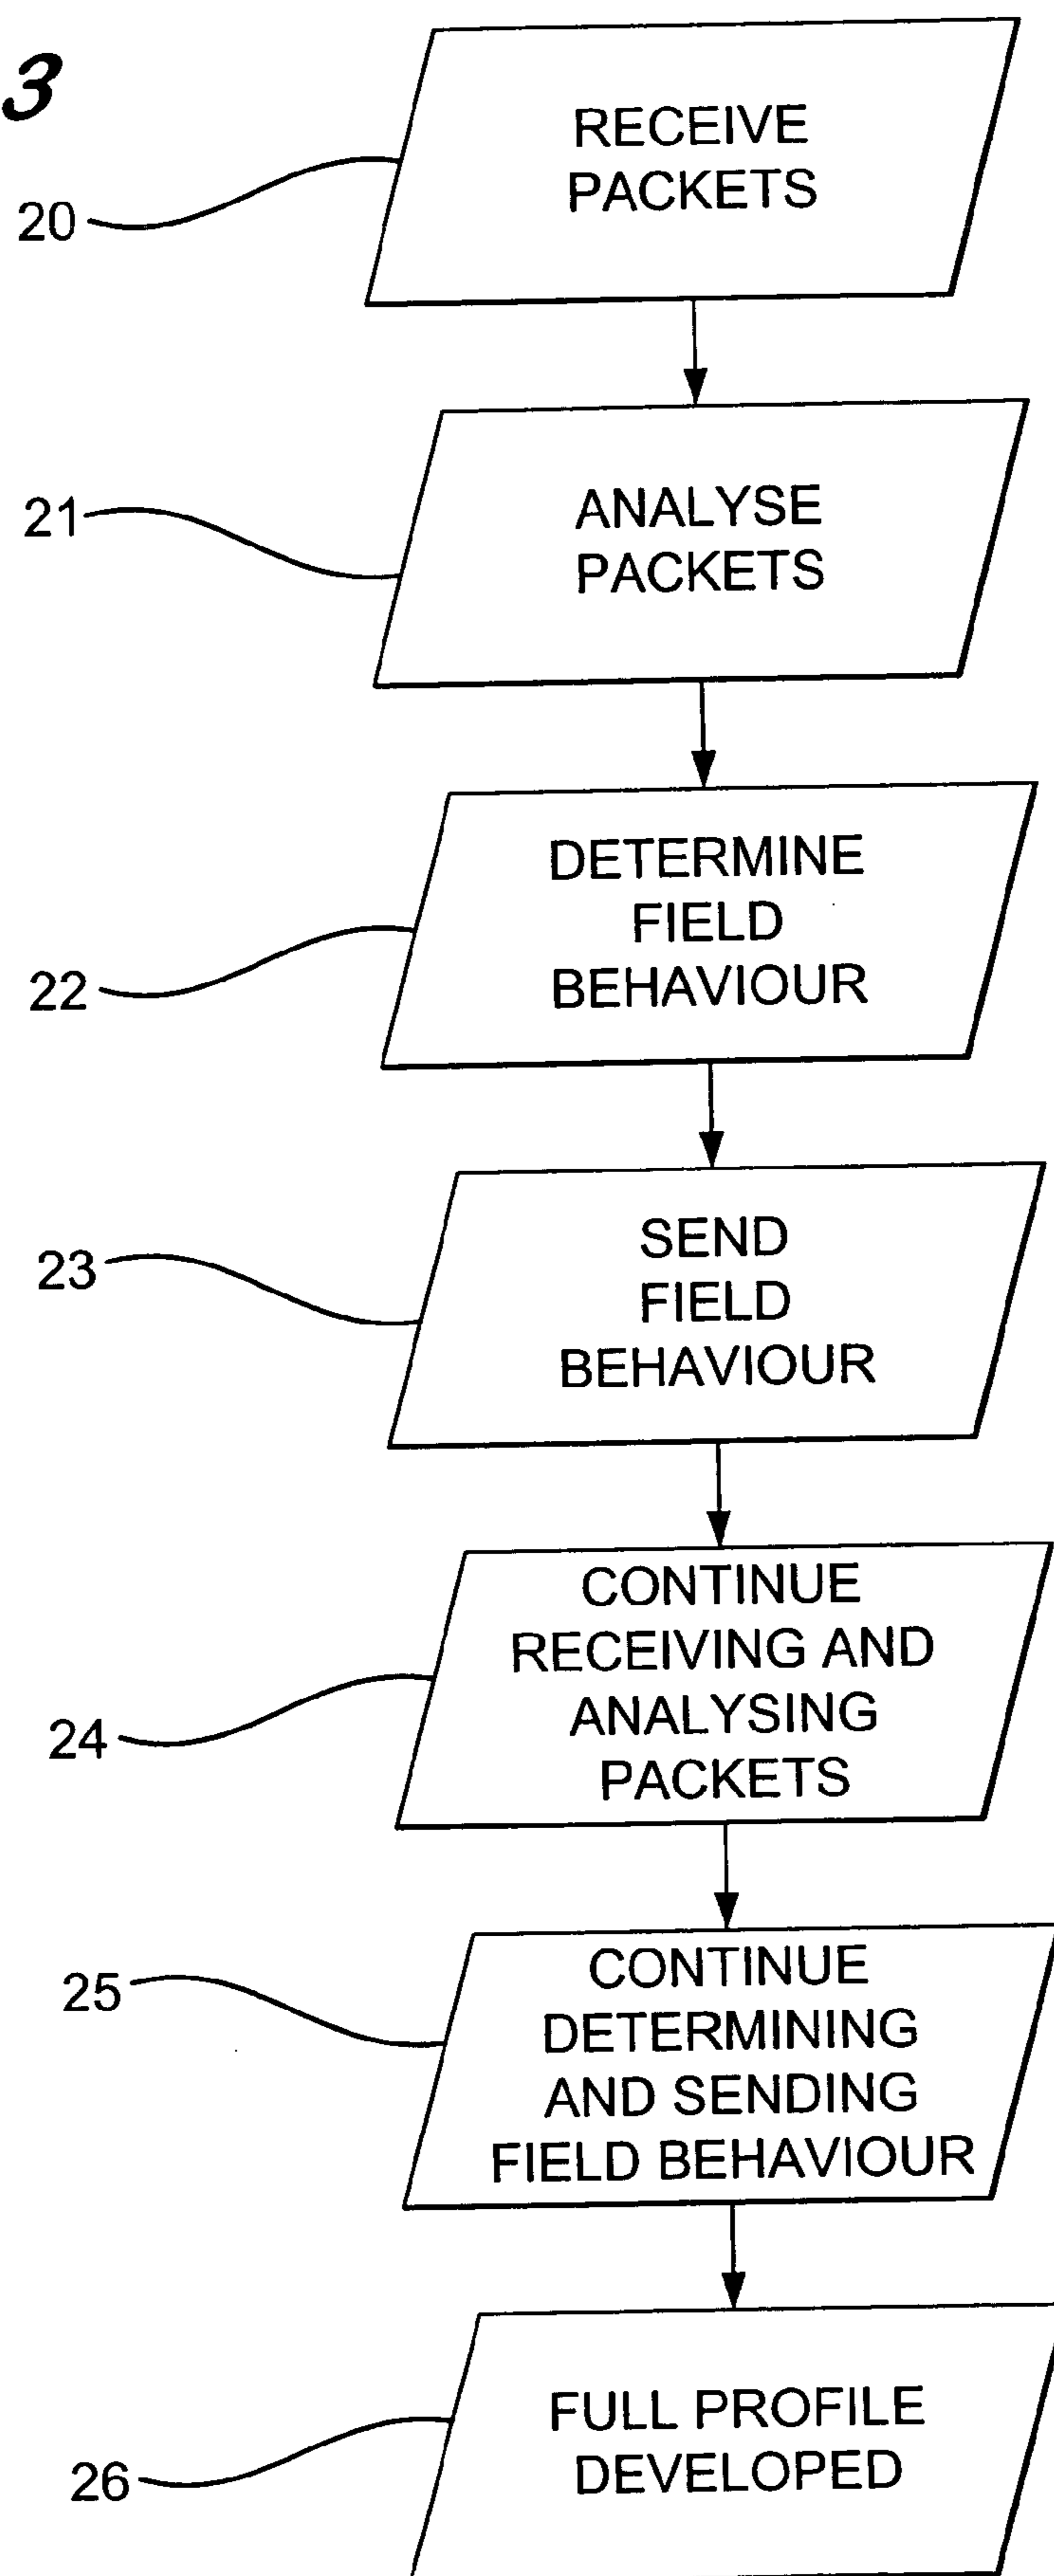 3
RECEIVE
PACKETS
20
ANALYSE
PACKETS
21
DETERMINE
FIELD
BEHAVIOUR
22
SEND
FIELD
BEHAVIOUR
23
CONTINUE
RECEIVING AND
ANALYSING
PACKETS
24
CONTINUE
DETERMINING
AND SENDING
FIELD BEHAVIOUR
25
FULL PROFILE
DEVELOPED
26